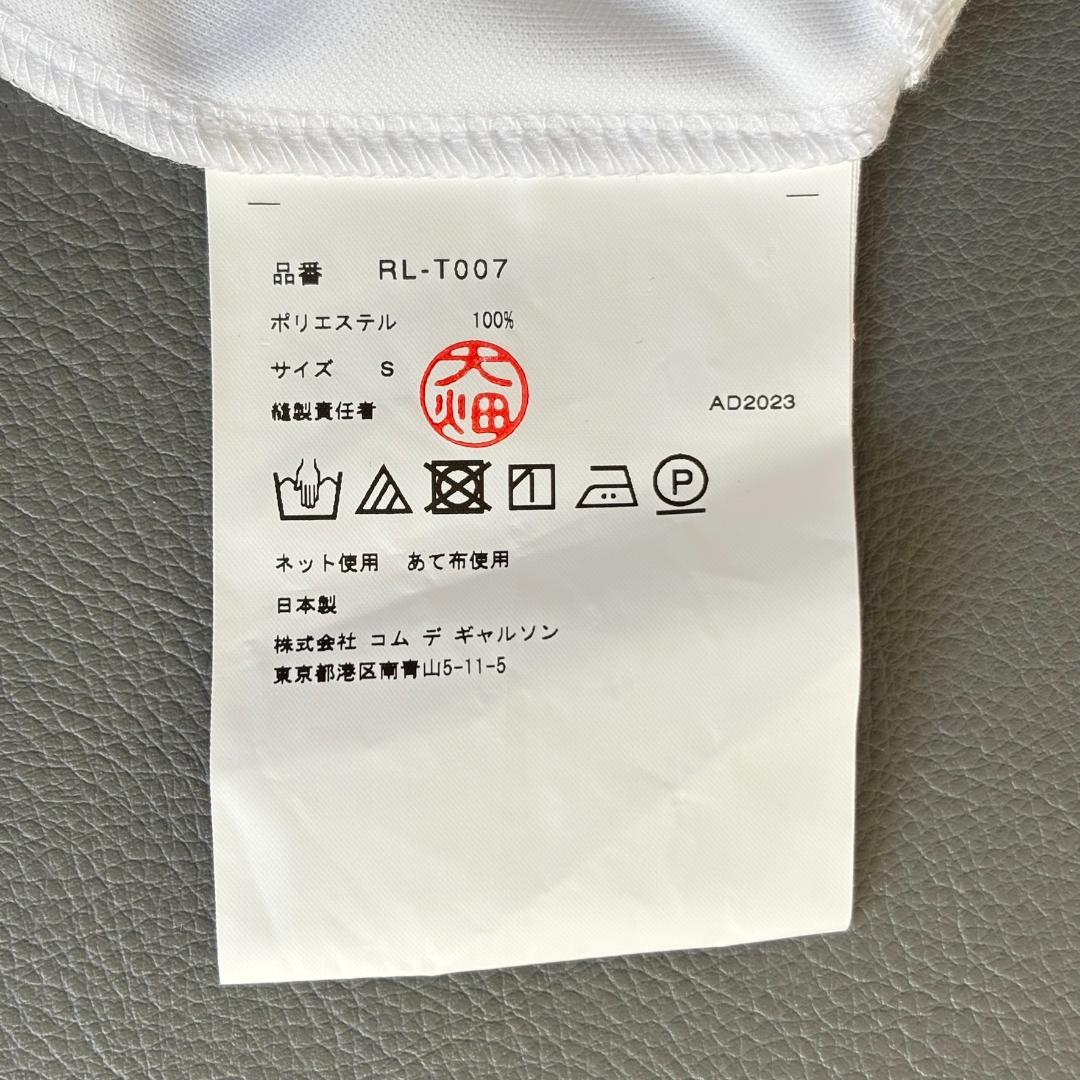 品番 RL-T007
ポリエステル 100%
サイズ S
縫製責任者 大畑 AD2023
P
ネット使用 あて布使用
日本製
株式会社 コム デ ギャルソン
東京都港区南青山5-11-5